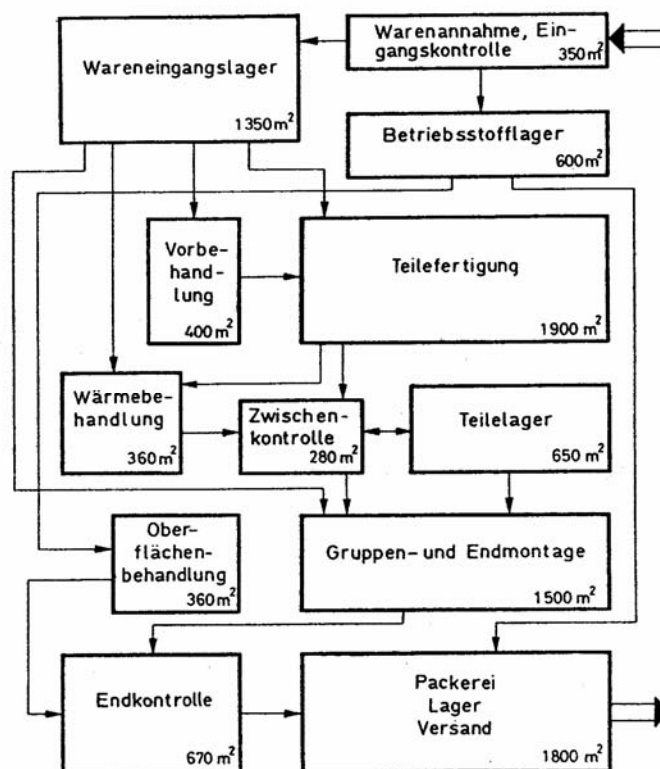 Warenannahme, Ein-
gangskontrolle
350 m²
Wareneingangslager
1350 m²
Betriebsstofflager
600 m²
Vorbe-
hand-
lung
400 m²
Teilefertigung
1900 m²
Wärmebe-
handlung
360 m²
Zwischen-
kontrolle
280 m²
Teilelager
650 m²
Ober-
flächen-
behandlung
360 m²
Gruppen- und Endmontage
1500 m²
Endkontrolle
670 m²
Packerei
Lager
Versand
1800 m²